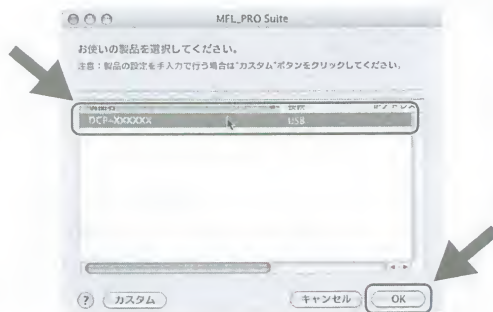 MFL_PRO Suite
お使いの製品を選択してください。
注意：製品の設定を手入力で行う場合は"カスタム"ボタンをクリックしてください。
接続
DCP-XXXXXX USB
? カスタム キャンセル OK